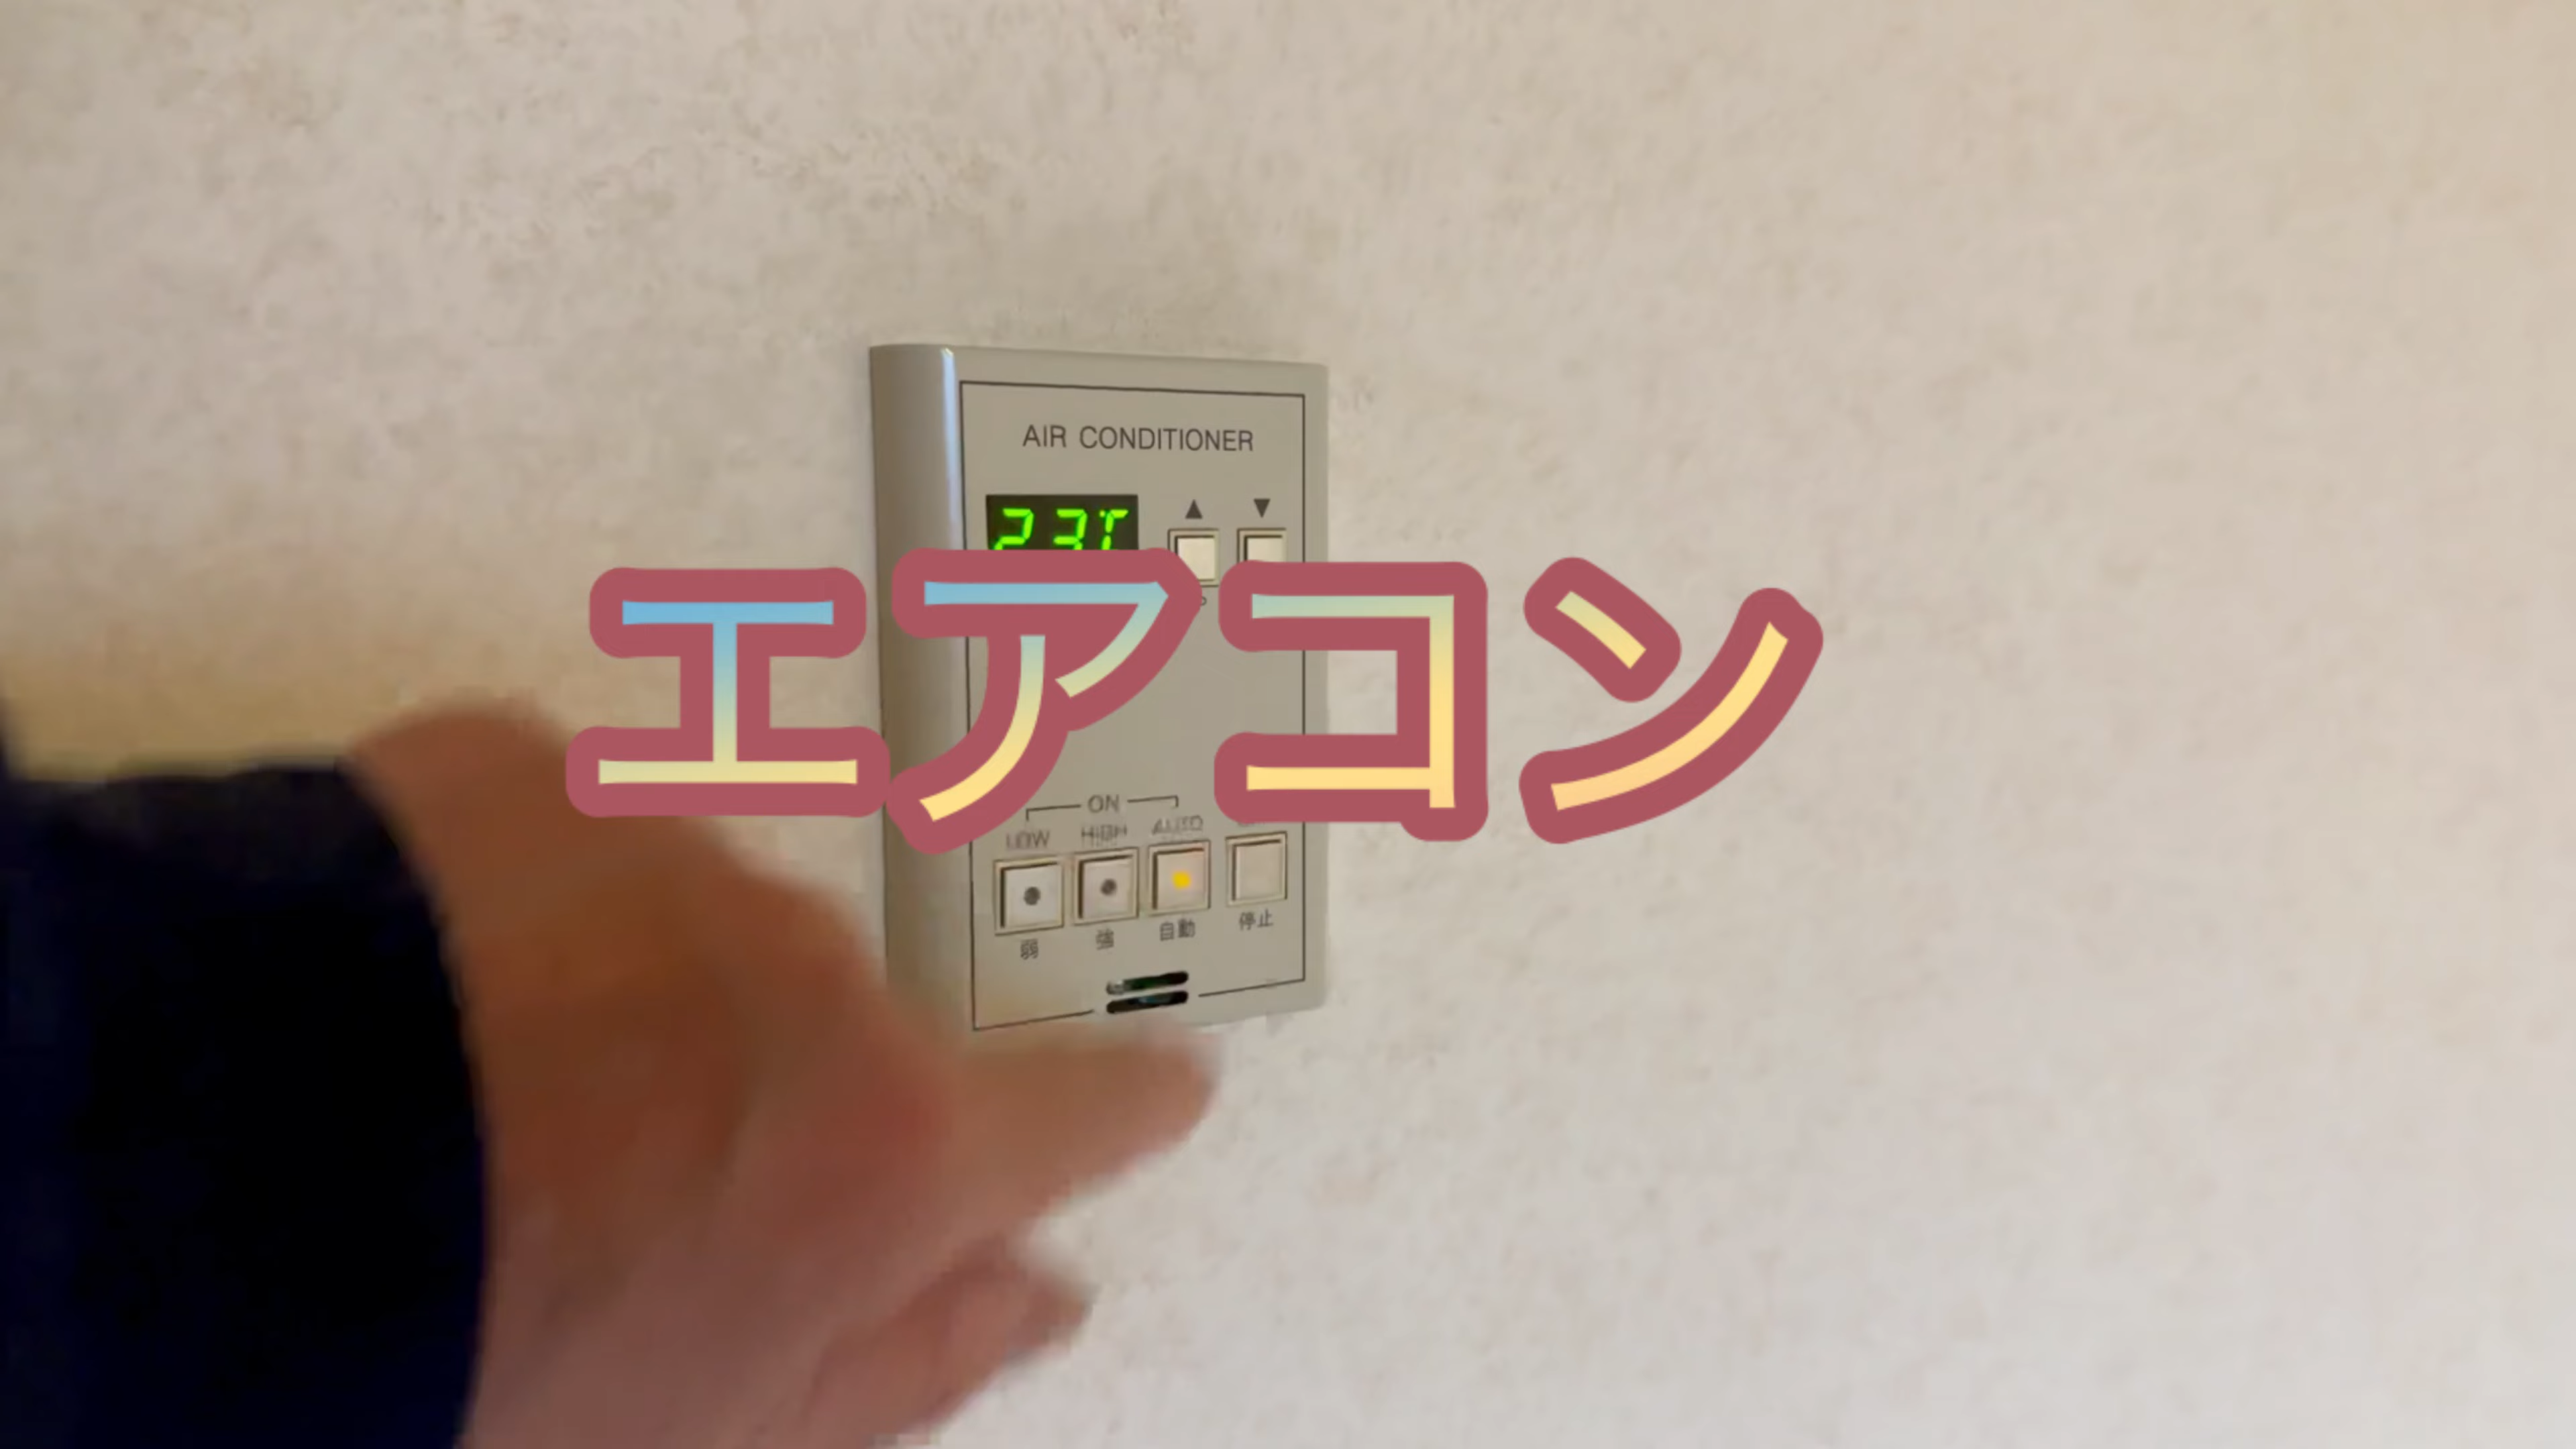 AIR CONDITIONER
▲ ▼
23℃
エアコン
ON
LOW HIGH AUTO
弱 強 自動 停止